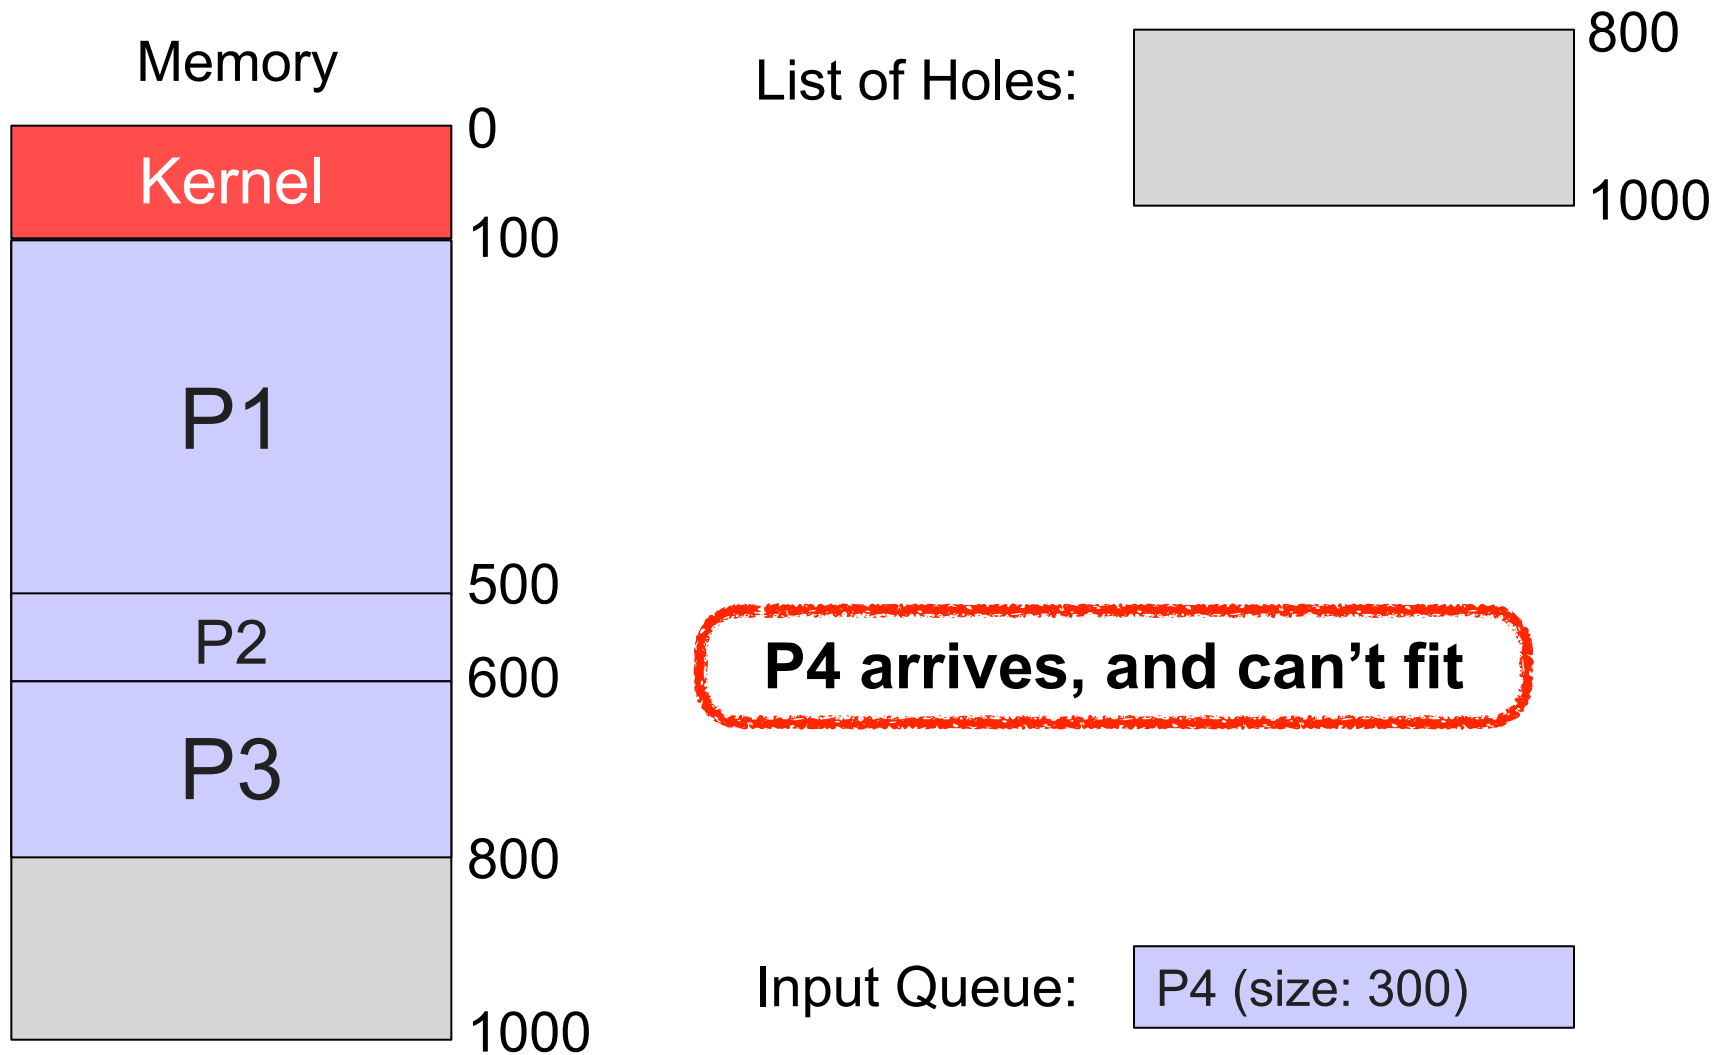 Memory
0
Kernel
100
P1
500
P2
600
P3
800
1000
List of Holes:
800
1000
P4 arrives, and can’t fit
Input Queue:
P4 (size: 300)